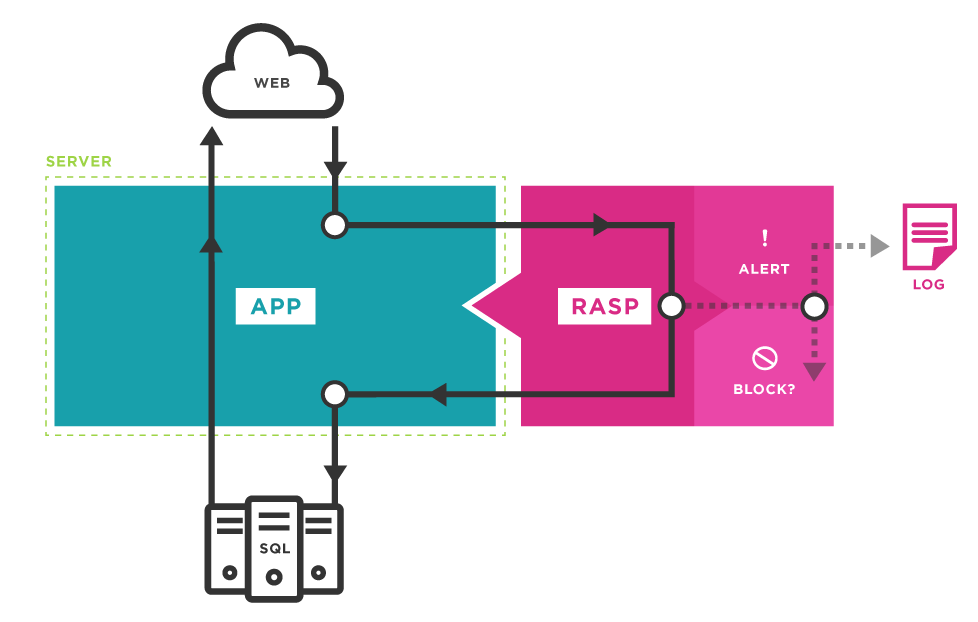 WEB
SERVER
!
ALERT
APP
RASP
LOG
BLOCK?
SQL